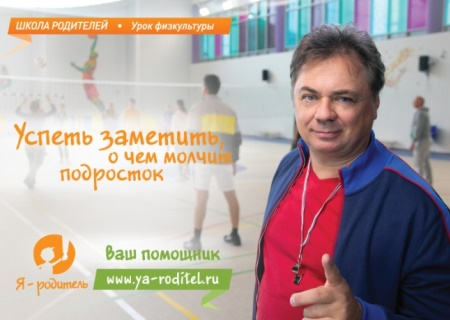 ШКОЛА РОДИТЕЛЕЙ • Урок физкультуры
Успеть заметить,
о чем молчит
подросток
Ваш помощник
Я - родитель
www.ya-roditel.ru